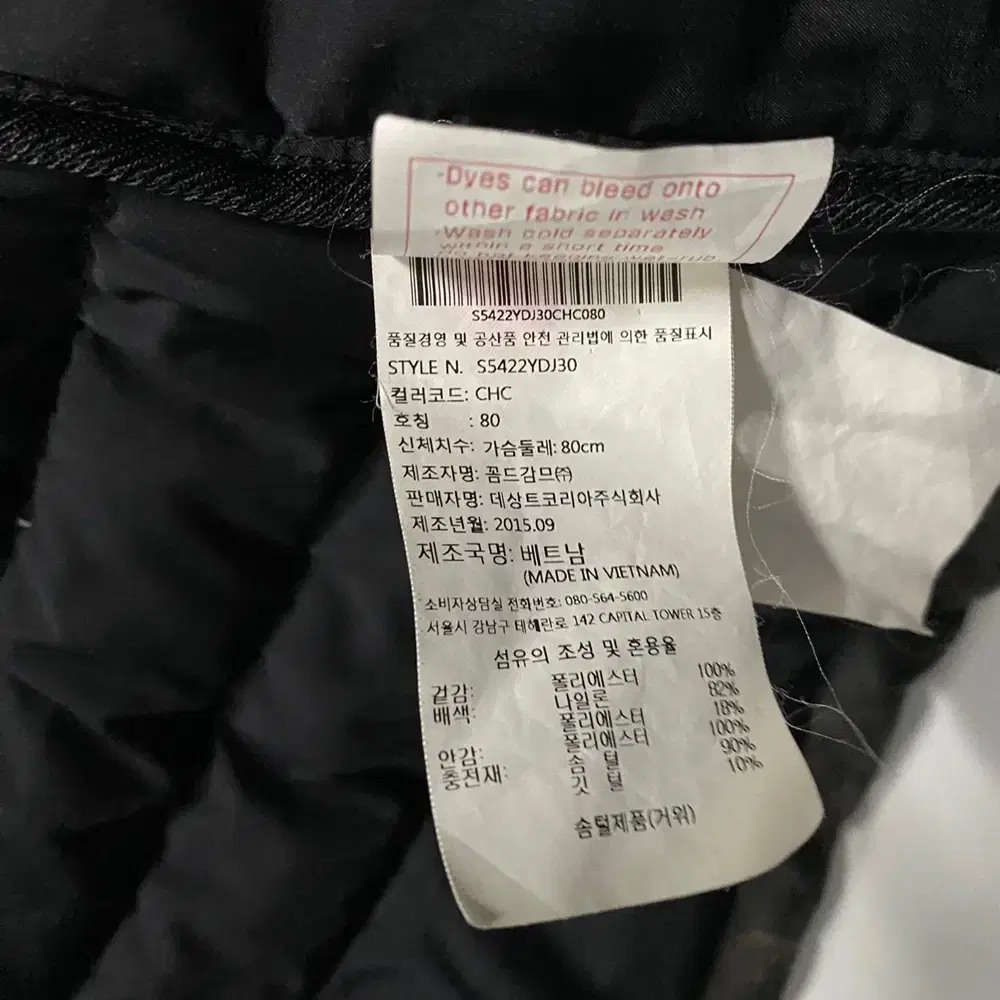 ·Dyes can bleed onto
other fabric in wash
·Wash cold separately
within a short time
S5422YDJ30CHC080
품질경영 및 공산품 안전 관리법에 의한 품질표시
STYLE N. S5422YDJ30
컬러코드: CHC
호칭 : 80
신체치수: 가슴둘레: 80cm
제조자명: 꼼드감므㈜
판매자명: 데상트코리아주식회사
제조년월: 2015.09
제조국명: 베트남
(MADE IN VIETNAM)
소비자상담실 전화번호: 080-564-5600
서울시 강남구 테헤란로 142 CAPITAL TOWER 15층
섬유의 조성 및 혼용율
겉감: 폴리에스터 100%
배색: 나일론 82%
폴리에스터 18%
안감: 폴리에스터 100%
충전재: 솜 털 90%
깃 털 10%
솜털제품(거위)